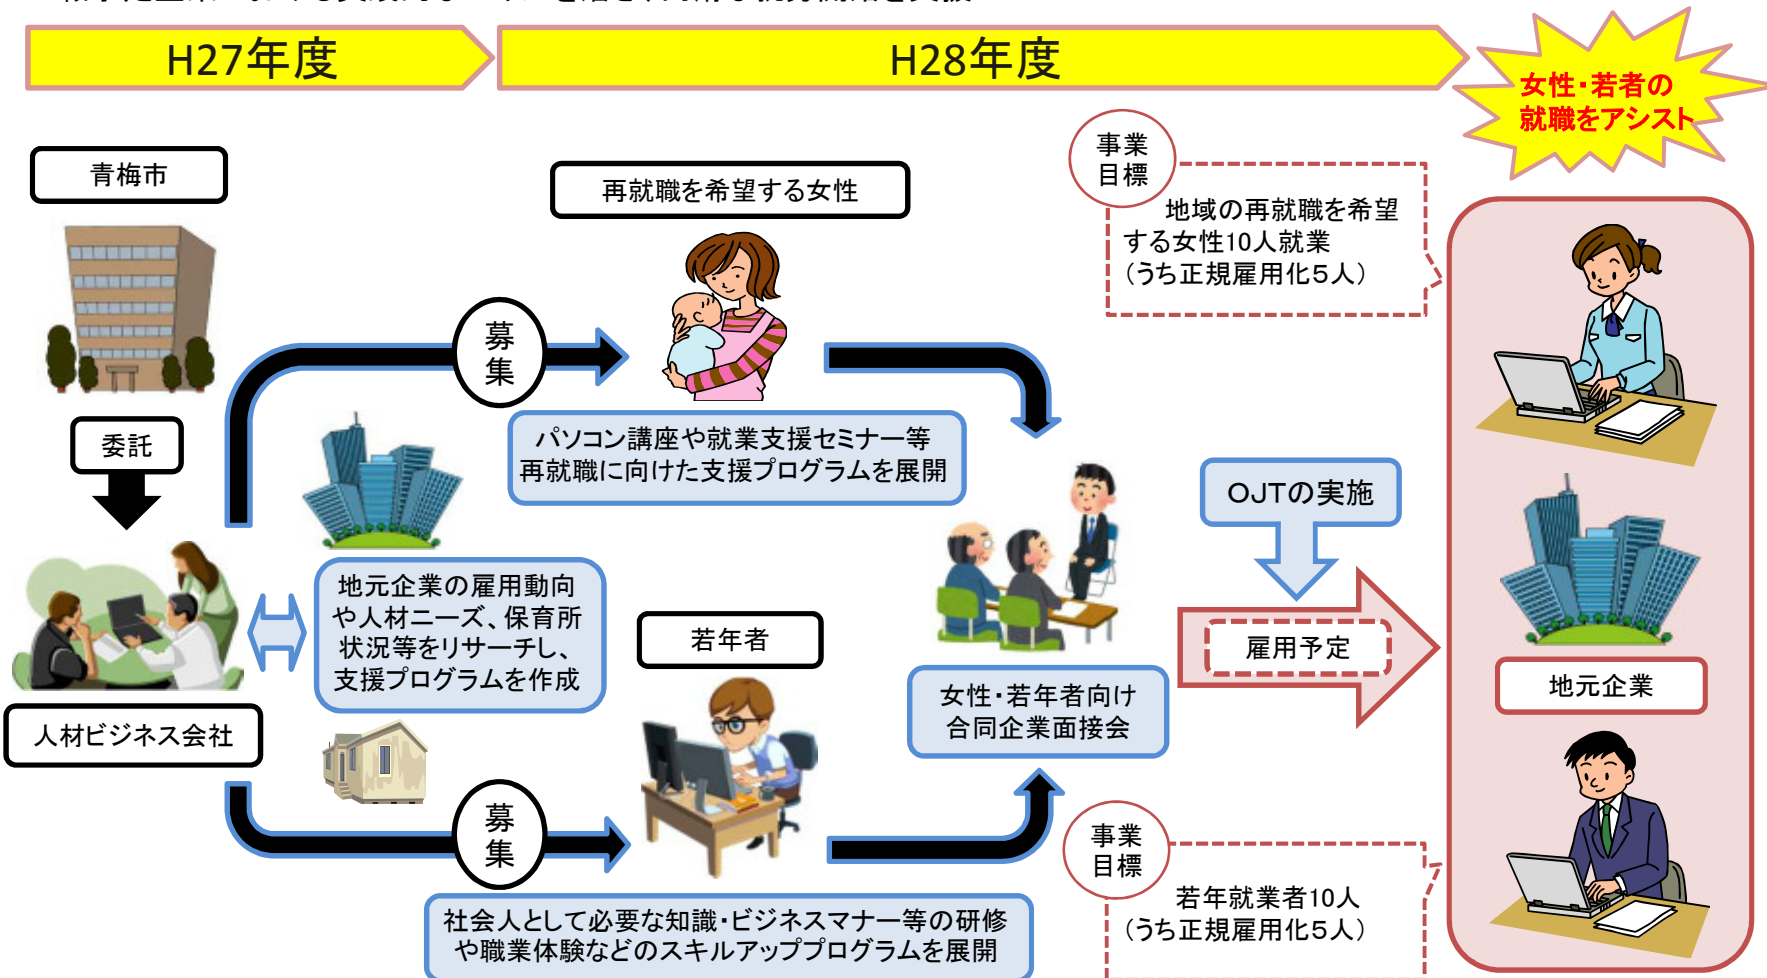 H27年度
H28年度
女性・若者の
就職をアシスト
青梅市
委託
人材ビジネス会社
地元企業の雇用動向
や人材ニーズ、保育所
状況等をリサーチし、
支援プログラムを作成
募集
再就職を希望する女性
パソコン講座や就業支援セミナー等
再就職に向けた支援プログラムを展開
募集
若年者
社会人として必要な知識・ビジネスマナー等の研修
や職業体験などのスキルアッププログラムを展開
女性・若年者向け
合同企業面接会
事業
目標
地域の再就職を希望
する女性10人就業
(うち正規雇用化5人)
OJTの実施
雇用予定
事業
目標
若年就業者10人
(うち正規雇用化5人)
地元企業